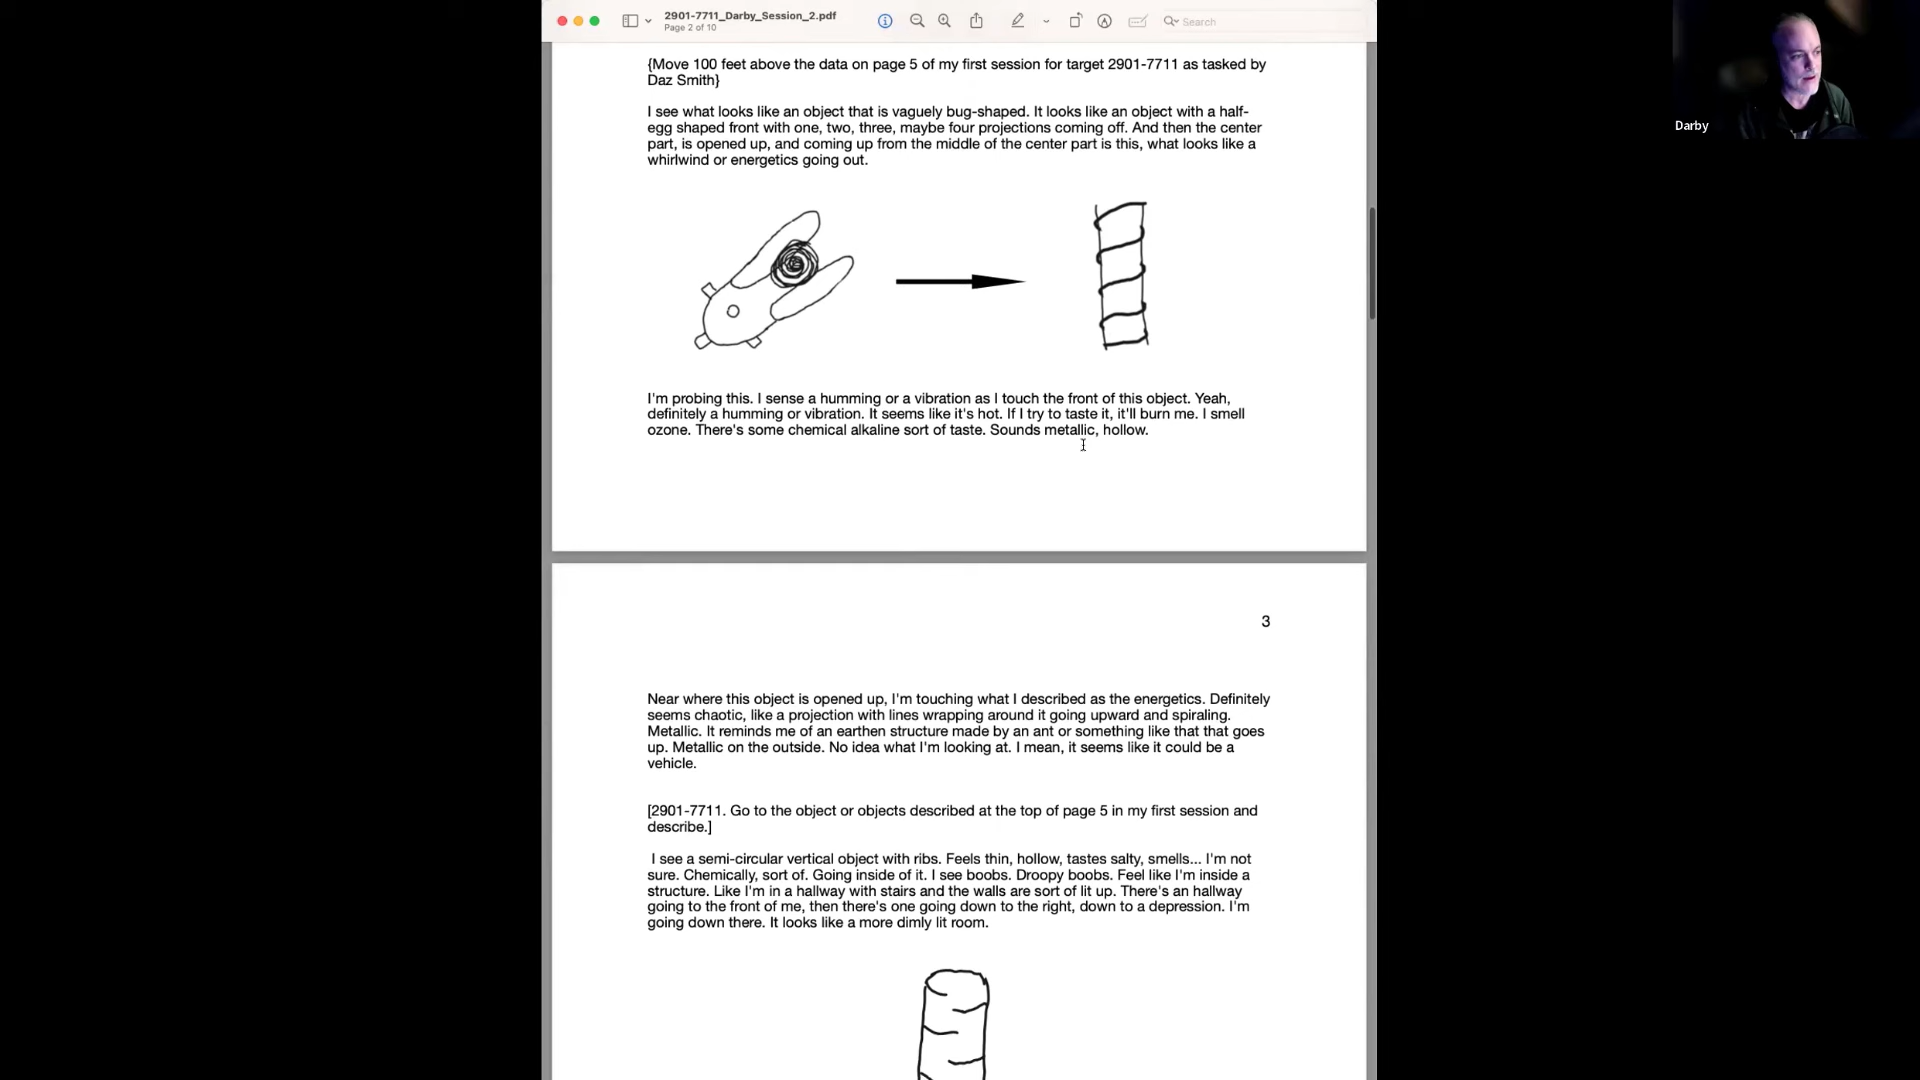 2901-7711_Darby_Session_2.pdf
Page 2 of 10
Search
Darby
{Move 100 feet above the data on page 5 of my first session for target 2901-7711 as tasked by
Daz Smith}
I see what looks like an object that is vaguely bug-shaped. It looks like an object with a half-
egg shaped front with one, two, three, maybe four projections coming off. And then the center
part, is opened up, and coming up from the middle of the center part is this, what looks like a
whirlwind or energetics going out.
I'm probing this. I sense a humming or a vibration as I touch the front of this object. Yeah,
definitely a humming or vibration. It seems like it's hot. If I try to taste it, it'll burn me. I smell
ozone. There's some chemical alkaline sort of taste. Sounds metallic, hollow.
3
Near where this object is opened up, I'm touching what I described as the energetics. Definitely
seems chaotic, like a projection with lines wrapping around it going upward and spiraling.
Metallic. It reminds me of an earthen structure made by an ant or something like that that goes
up. Metallic on the outside. No idea what I'm looking at. I mean, it seems like it could be a
vehicle.
[2901-7711. Go to the object or objects described at the top of page 5 in my first session and
describe.]
I see a semi-circular vertical object with ribs. Feels thin, hollow, tastes salty, smells... I'm not
sure. Chemically, sort of. Going inside of it. I see boobs. Droopy boobs. Feel like I'm inside a
structure. Like I'm in a hallway with stairs and the walls are sort of lit up. There's an hallway
going to the front of me, then there's one going down to the right, down to a depression. I'm
going down there. It looks like a more dimly lit room.